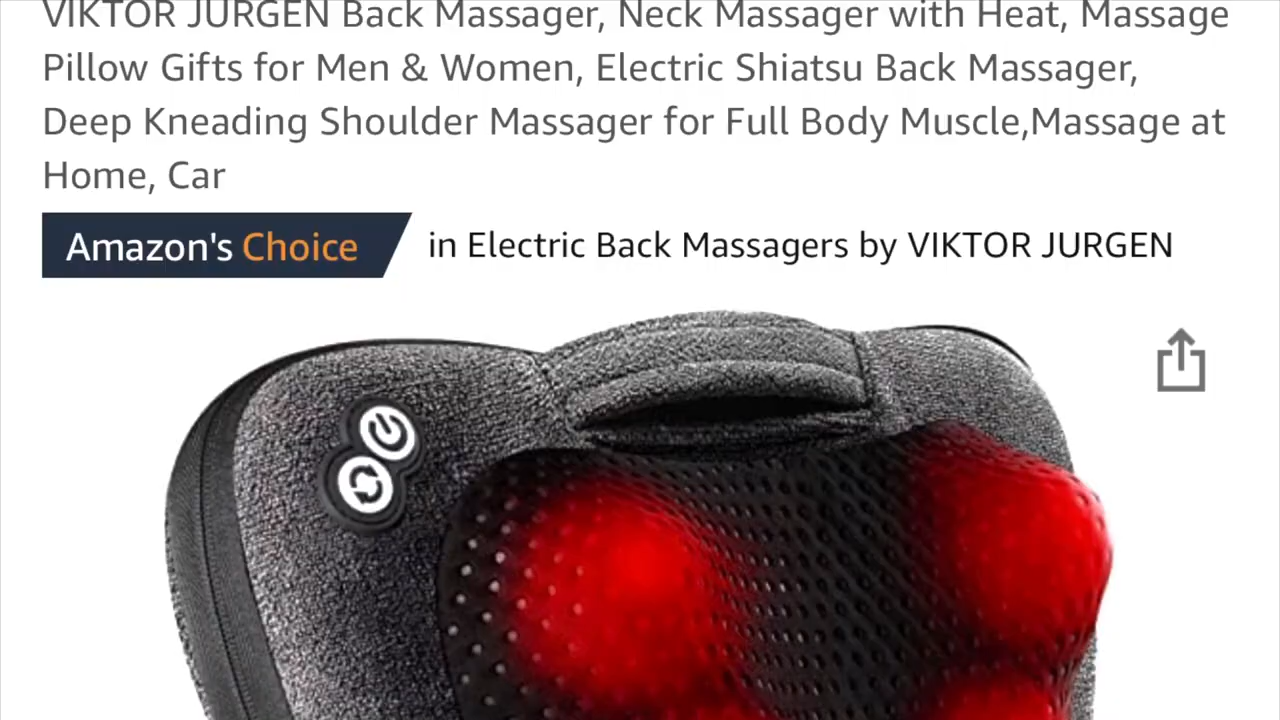 VIKTOR JURGEN Back Massager, Neck Massager with Heat, Massage
Pillow Gifts for Men & Women, Electric Shiatsu Back Massager,
Deep Kneading Shoulder Massager for Full Body Muscle,Massage at
Home, Car
Amazon's Choice in Electric Back Massagers by VIKTOR JURGEN